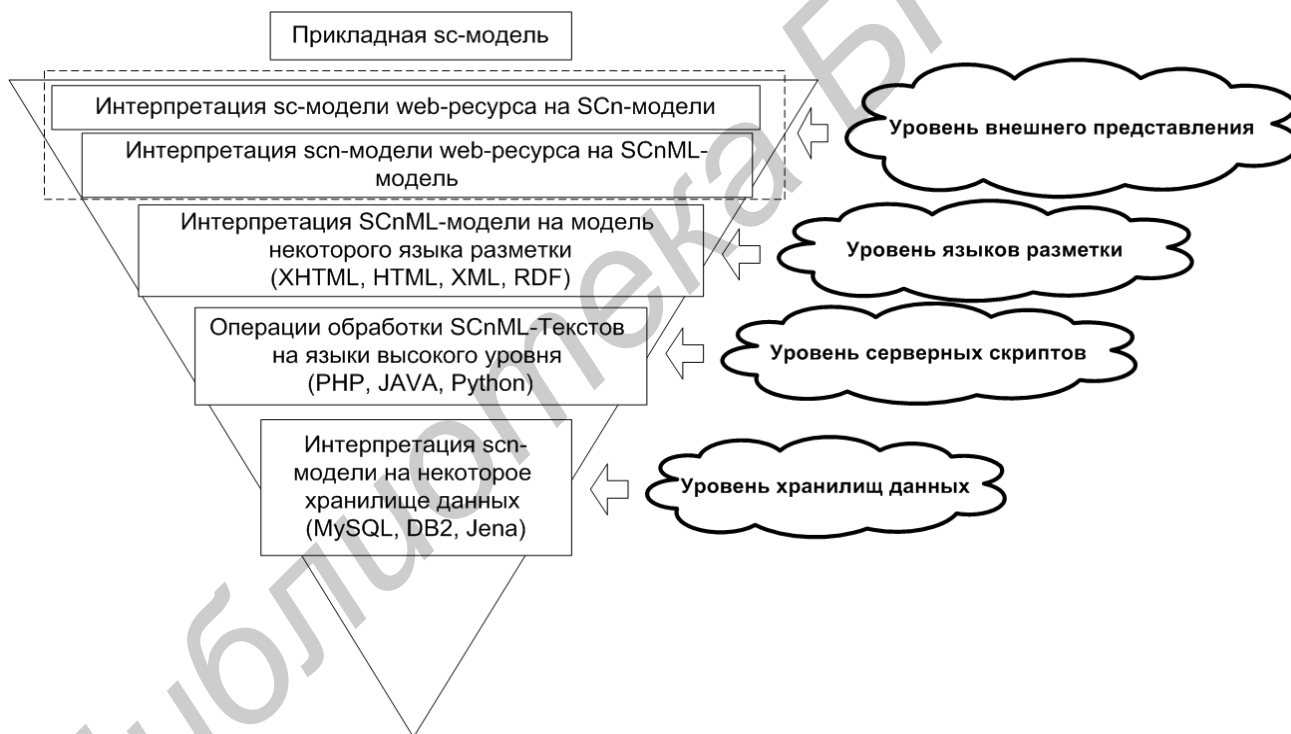 Прикладная sc-модель
Интерпретация sc-модели web-ресурса на SCn-модели
Интерпретация scn-модели web-ресурса на SCnML-
модель
Уровень внешнего представления
Интерпретация SCnML-модели на модель
некоторого языка разметки
(XHTML, HTML, XML, RDF)
Уровень языков разметки
Операции обработки SCnML-Текстов
на языки высокого уровня
(PHP, JAVA, Python)
Уровень серверных скриптов
Интерпретация scn-
модели на некоторое
хранилище данных
(MySQL, DB2, Jena)
Уровень хранилищ данных